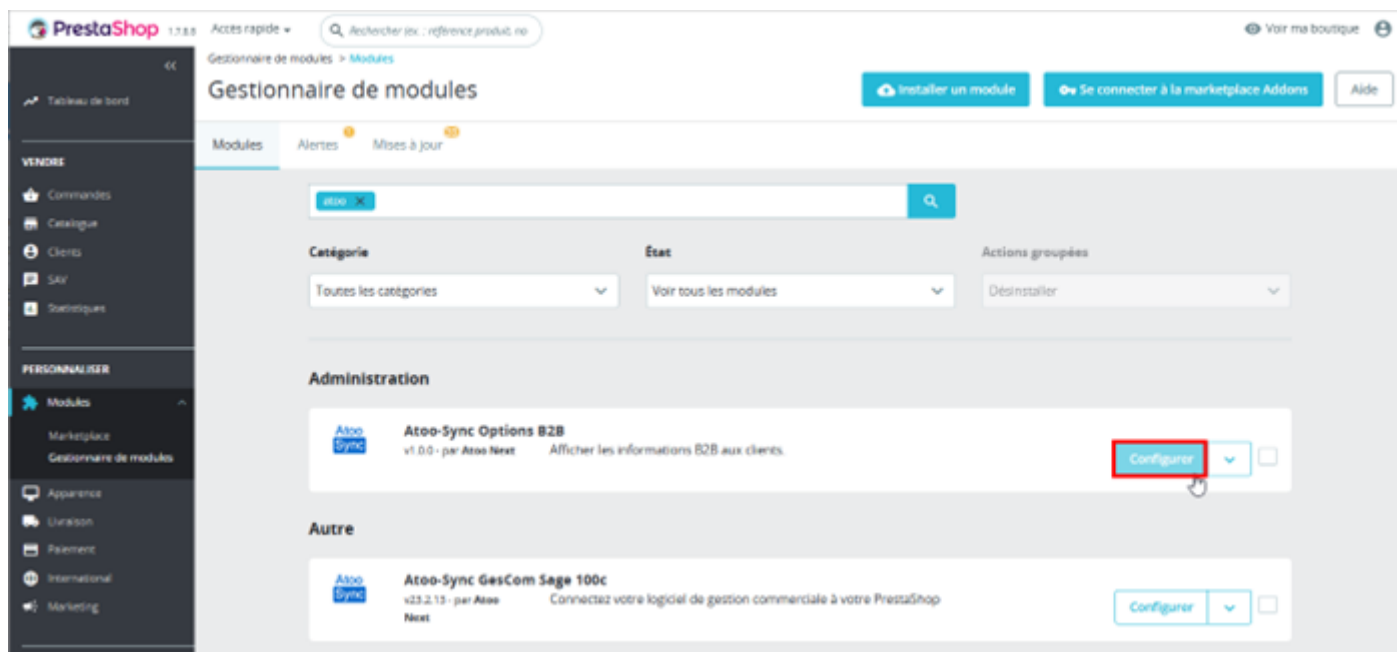 PrestaShop 1.7.8.8 Accès rapide Rechercher (ex. : référence produit, no Voir ma boutique
Gestionnaire de modules > Modules
Gestionnaire de modules
Installer un module Se connecter à la marketplace Addons Aide
Tableau de bord
Modules Alertes Mises à jour
VENDRE
Commandes
Catalogue
Clients
SAV
Statistiques
atoo
Catégorie État Actions groupées
Toutes les catégories Voir tous les modules Désinstaller
PERSONNALISER
Modules
Marketplace
Gestionnaire de modules
Apparence
Livraison
Paiement
International
Marketing
Administration
Atoo Sync
Atoo-Sync Options B2B
v1.0.0 - par Atoo Next Afficher les informations B2B aux clients.
Configurer
Autre
Atoo Sync
Atoo-Sync GesCom Sage 100c
v23.2.13 - par Atoo Next Connectez votre logiciel de gestion commerciale à votre PrestaShop
Configurer